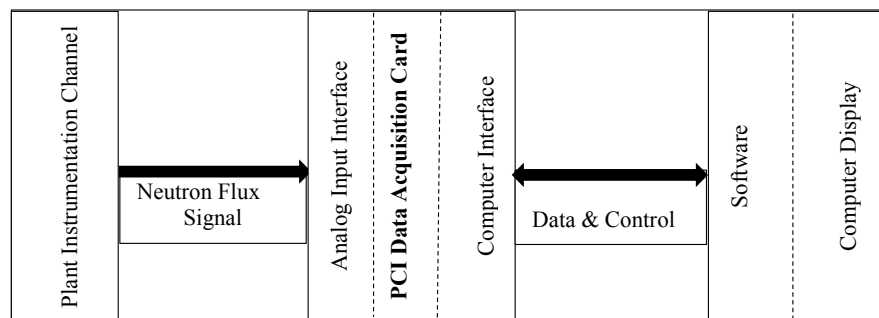 Plant Instrumentation Channel
Neutron Flux
Signal
Analog Input Interface
PCI Data Acquisition Card
Computer Interface
Data & Control
Software
Computer Display